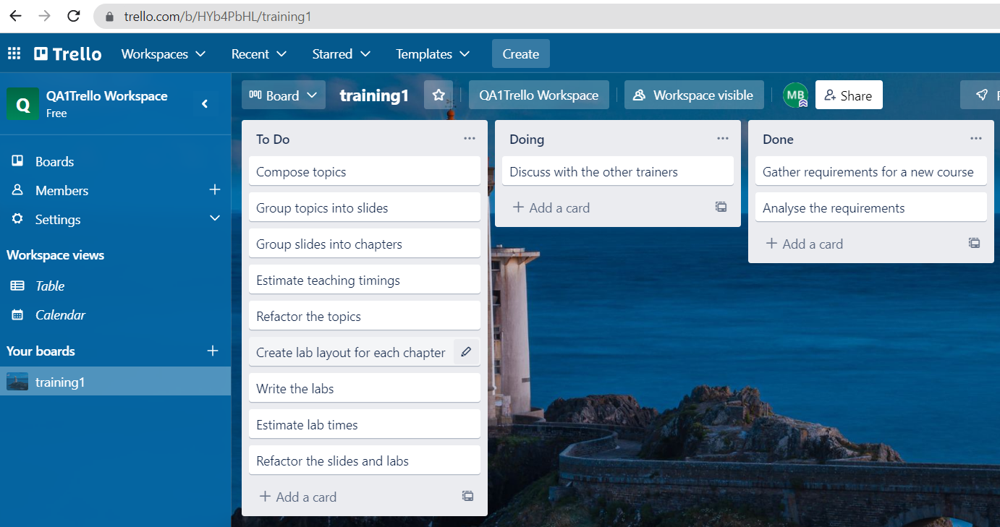 trello.com/b/HYb4PbHL/training1
Trello
Workspaces
Recent
Starred
Templates
Create
Q
QA1Trello Workspace
Free
Boards
Members
Settings
Workspace views
Table
Calendar
Your boards
training1
Board
training1
QA1Trello Workspace
Workspace visible
MB
Share
To Do
Compose topics
Group topics into slides
Group slides into chapters
Estimate teaching timings
Refactor the topics
Create lab layout for each chapter
Write the labs
Estimate lab times
Refactor the slides and labs
+ Add a card
Doing
Discuss with the other trainers
+ Add a card
Done
Gather requirements for a new course
Analyse the requirements
+ Add a card